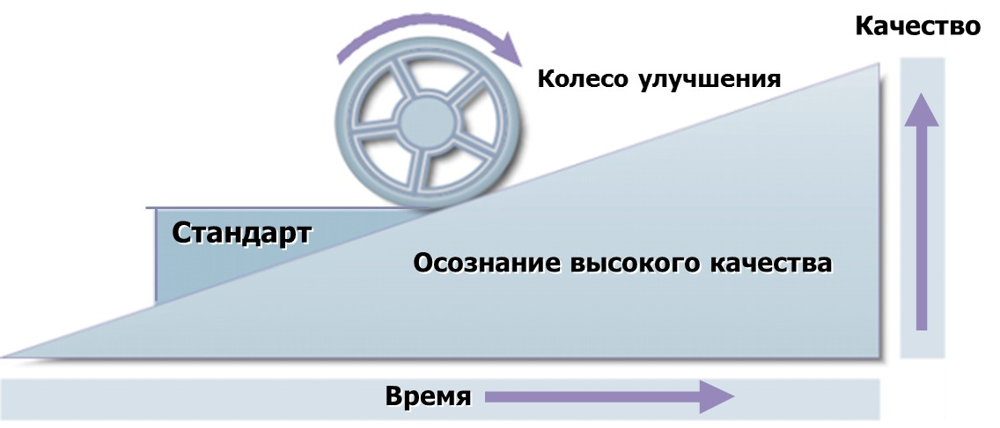 Качество
Колесо улучшения
Стандарт
Осознание высокого качества
Время